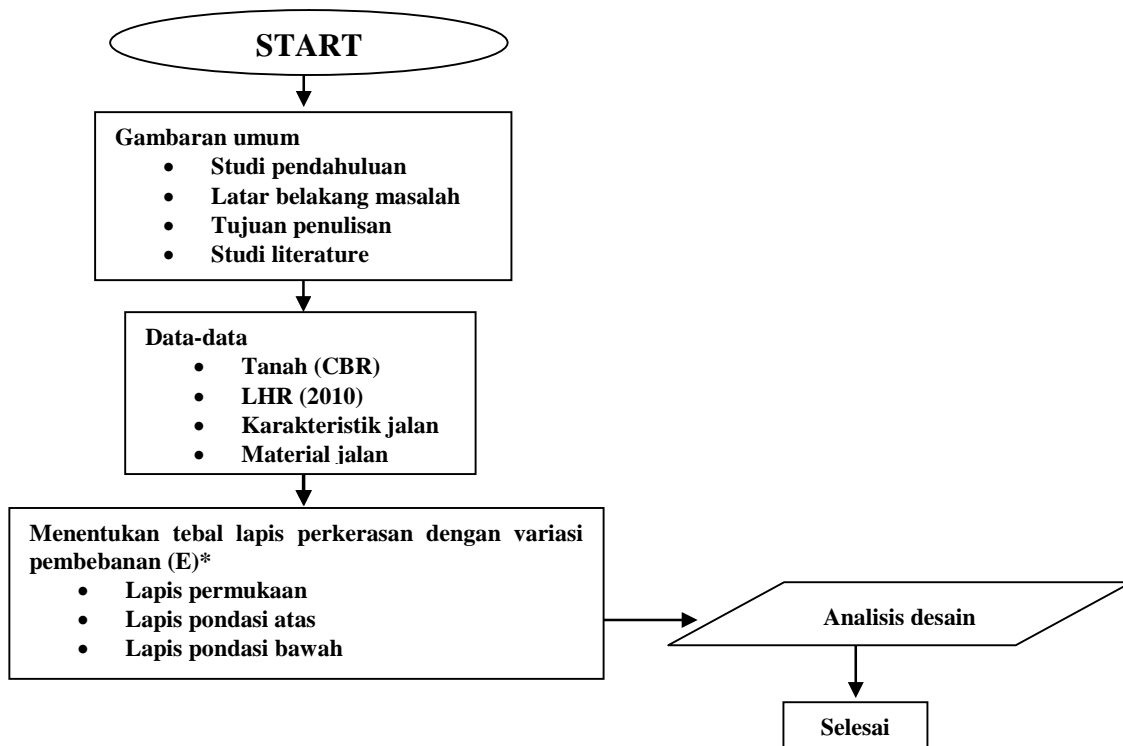 START
Gambaran umum
• Studi pendahuluan
• Latar belakang masalah
• Tujuan penulisan
• Studi literature
Data-data
• Tanah (CBR)
• LHR (2010)
• Karakteristik jalan
• Material jalan
Menentukan tebal lapis perkerasan dengan variasi
pembebanan (E)*
• Lapis permukaan
• Lapis pondasi atas
• Lapis pondasi bawah
Analisis desain
Selesai